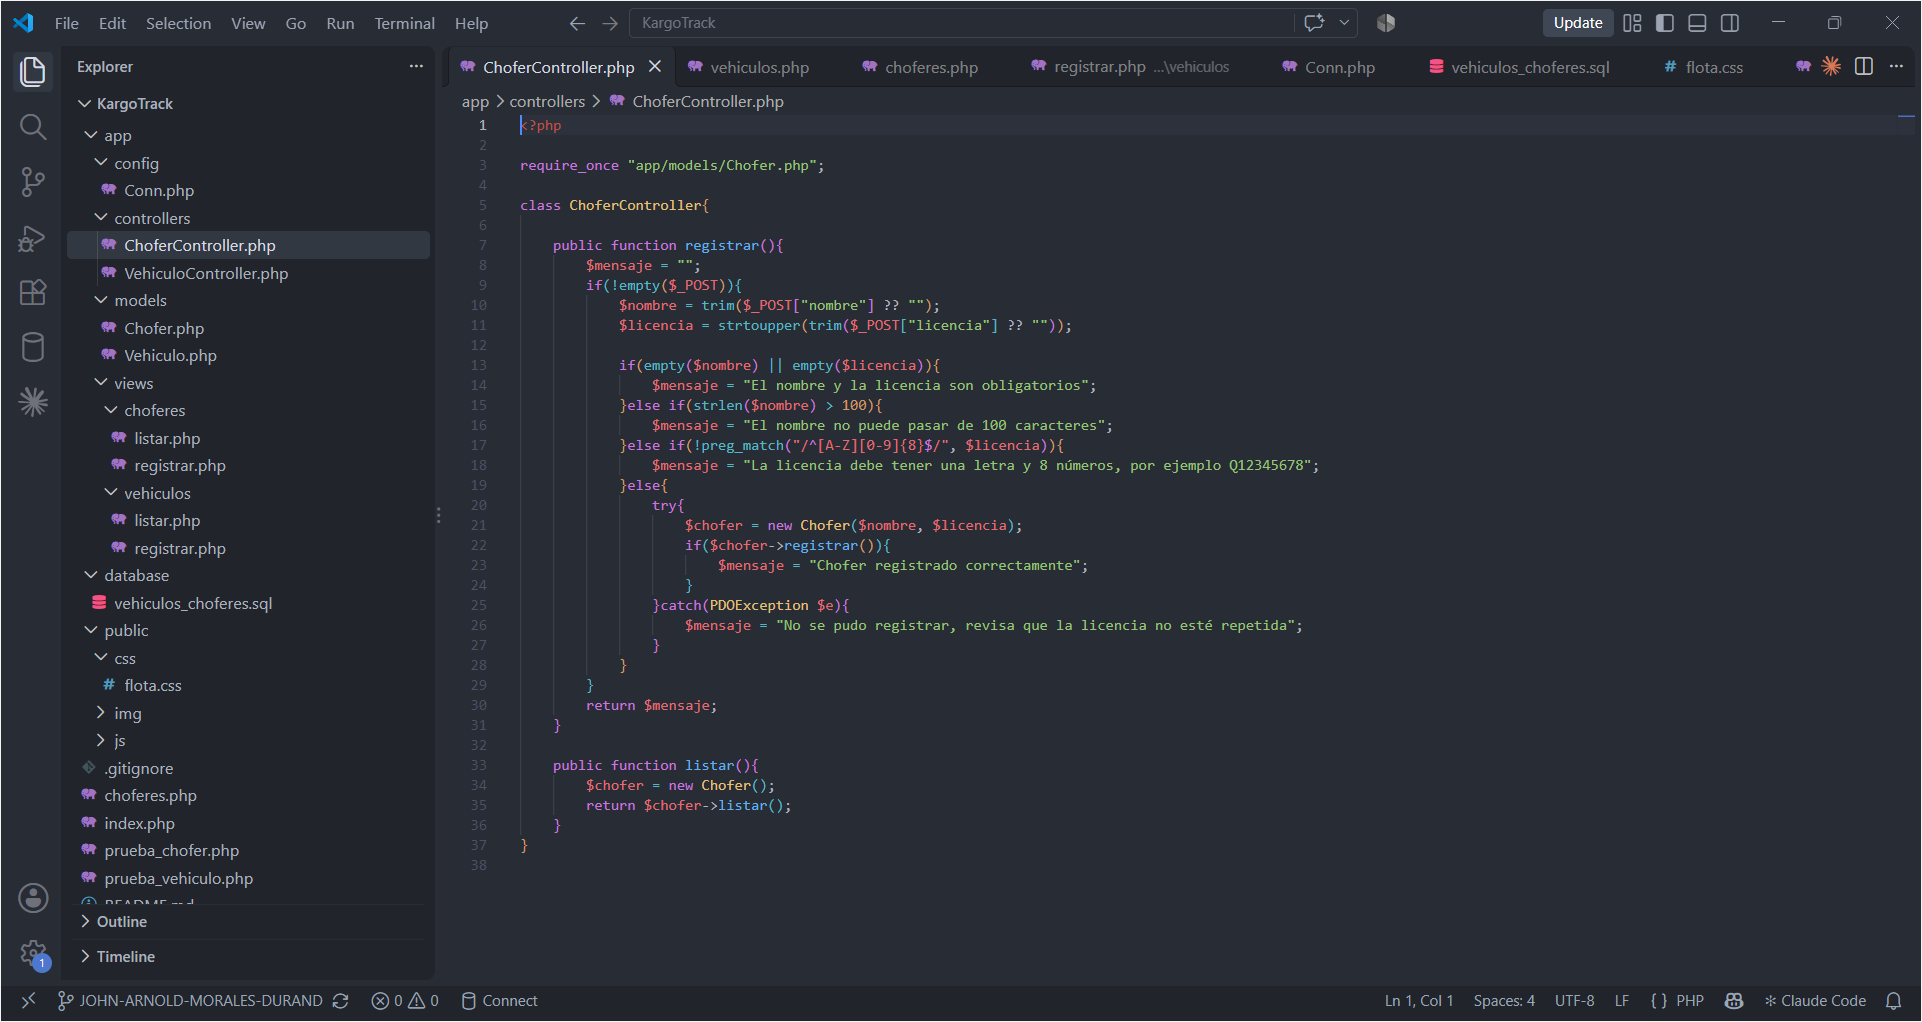 File Edit Selection View Go Run Terminal Help
KargoTrack
Update
Explorer
KargoTrack
app
config
Conn.php
controllers
ChoferController.php
VehiculoController.php
models
Chofer.php
Vehiculo.php
views
choferes
listar.php
registrar.php
vehiculos
listar.php
registrar.php
database
vehiculos_choferes.sql
public
css
flota.css
img
js
.gitignore
choferes.php
index.php
prueba_chofer.php
prueba_vehiculo.php
README.md
Outline
Timeline
1
ChoferController.php vehiculos.php choferes.php registrar.php ...\vehiculos Conn.php vehiculos_choferes.sql flota.css
app > controllers > ChoferController.php
1 <?php
2
3 require_once "app/models/Chofer.php";
4
5 class ChoferController{
6
7 public function registrar(){
8 $mensaje = "";
9 if(!empty($_POST)){
10 $nombre = trim($_POST["nombre"] ?? "");
11 $licencia = strtoupper(trim($_POST["licencia"] ?? ""));
12
13 if(empty($nombre) || empty($licencia)){
14 $mensaje = "El nombre y la licencia son obligatorios";
15 }else if(strlen($nombre) > 100){
16 $mensaje = "El nombre no puede pasar de 100 caracteres";
17 }else if(!preg_match("/^[A-Z][0-9]{8}$/", $licencia)){
18 $mensaje = "La licencia debe tener una letra y 8 números, por ejemplo Q12345678";
19 }else{
20 try{
21 $chofer = new Chofer($nombre, $licencia);
22 if($chofer->registrar()){
23 $mensaje = "Chofer registrado correctamente";
24 }
25 }catch(PDOException $e){
26 $mensaje = "No se pudo registrar, revisa que la licencia no esté repetida";
27 }
28 }
29 }
30 return $mensaje;
31 }
32
33 public function listar(){
34 $chofer = new Chofer();
35 return $chofer->listar();
36 }
37 }
38
JOHN-ARNOLD-MORALES-DURAND 0 0 Connect Ln 1, Col 1 Spaces: 4 UTF-8 LF { } PHP Claude Code